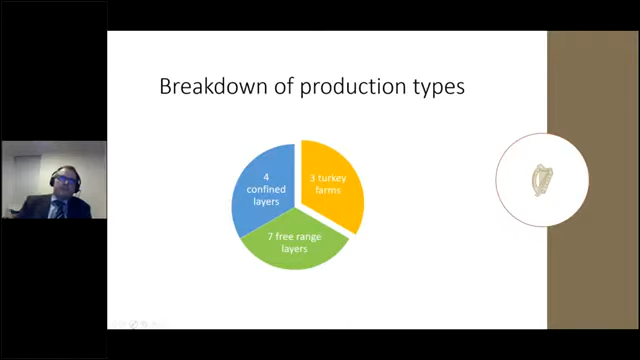 Breakdown of production types
4
confined
layers
3 turkey
farms
7 free range
layers